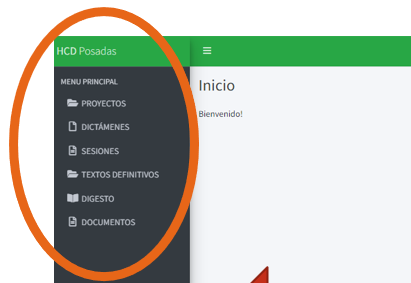 HCD Posadas
MENU PRINCIPAL
PROYECTOS
DICTÁMENES
SESIONES
TEXTOS DEFINITIVOS
DIGESTO
DOCUMENTOS
Inicio
Bienvenido!